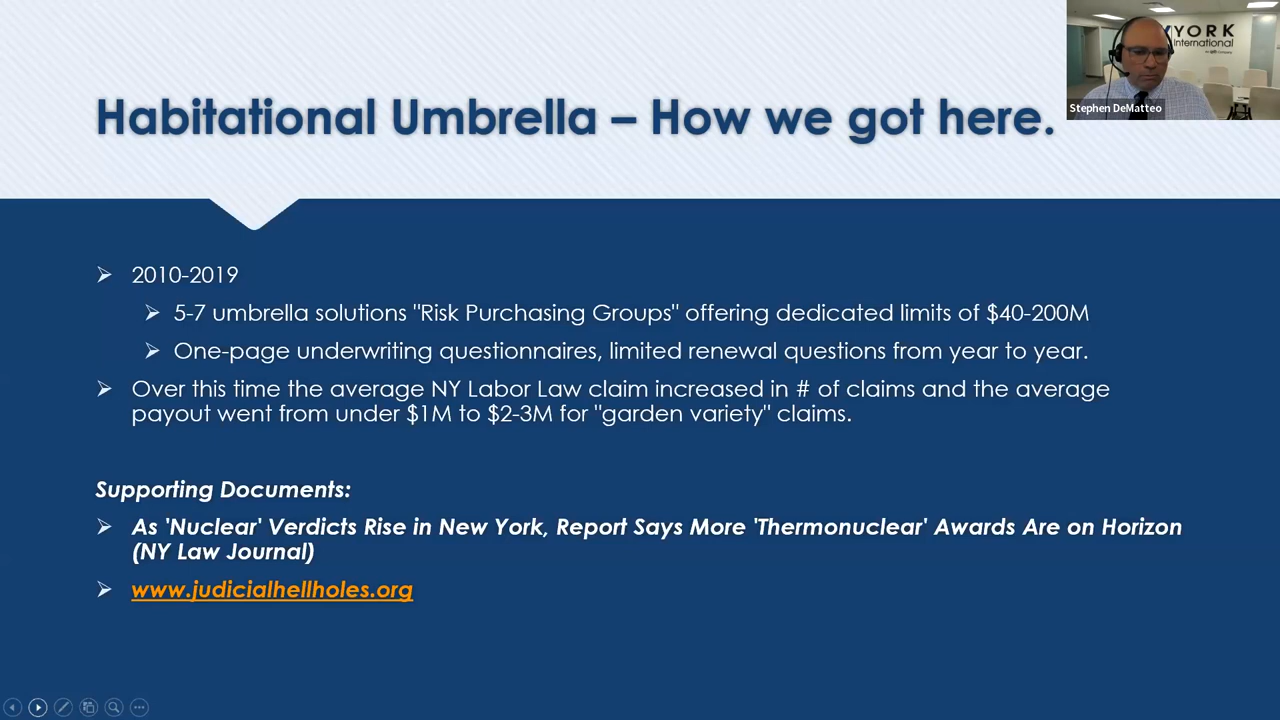 Habitational Umbrella – How we got here.
YORK
International
Stephen DeMatteo
2010-2019
5-7 umbrella solutions "Risk Purchasing Groups" offering dedicated limits of $40-200M
One-page underwriting questionnaires, limited renewal questions from year to year.
Over this time the average NY Labor Law claim increased in # of claims and the average
payout went from under $1M to $2-3M for "garden variety" claims.
Supporting Documents:
As 'Nuclear' Verdicts Rise in New York, Report Says More 'Thermonuclear' Awards Are on Horizon
(NY Law Journal)
www.judicialhellholes.org